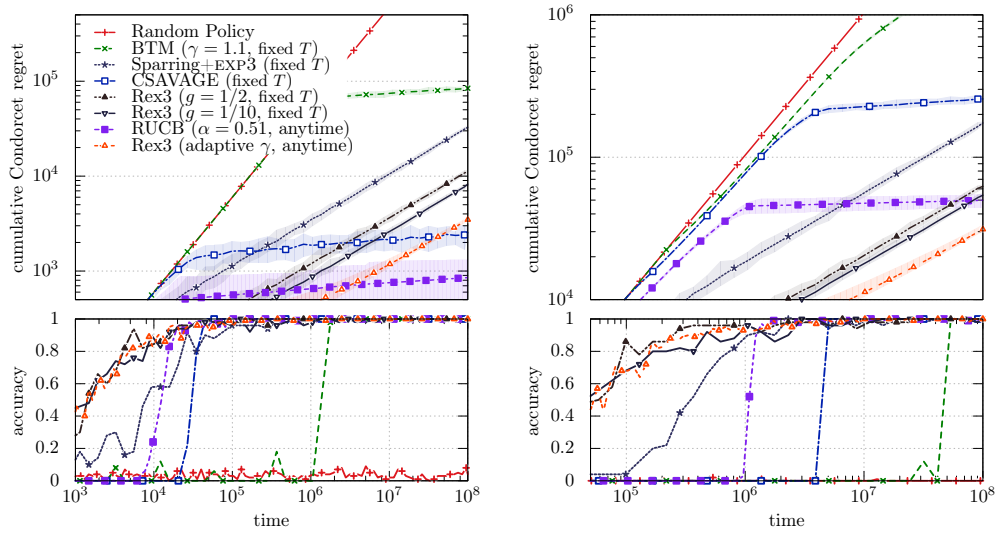 cumulative Condorcet regret
10^5
10^4
10^3
Random Policy
BTM (γ = 1.1, fixed T)
Sparring+EXP3 (fixed T)
CSAVAGE (fixed T)
Rex3 (g = 1/2, fixed T)
Rex3 (g = 1/10, fixed T)
RUCB (α = 0.51, anytime)
Rex3 (adaptive γ, anytime)
accuracy
1
0.8
0.6
0.4
0.2
0
10^3 10^4 10^5 10^6 10^7 10^8
time
cumulative Condorcet regret
10^6
10^5
10^4
accuracy
1
0.8
0.6
0.4
0.2
0
10^5 10^6 10^7 10^8
time